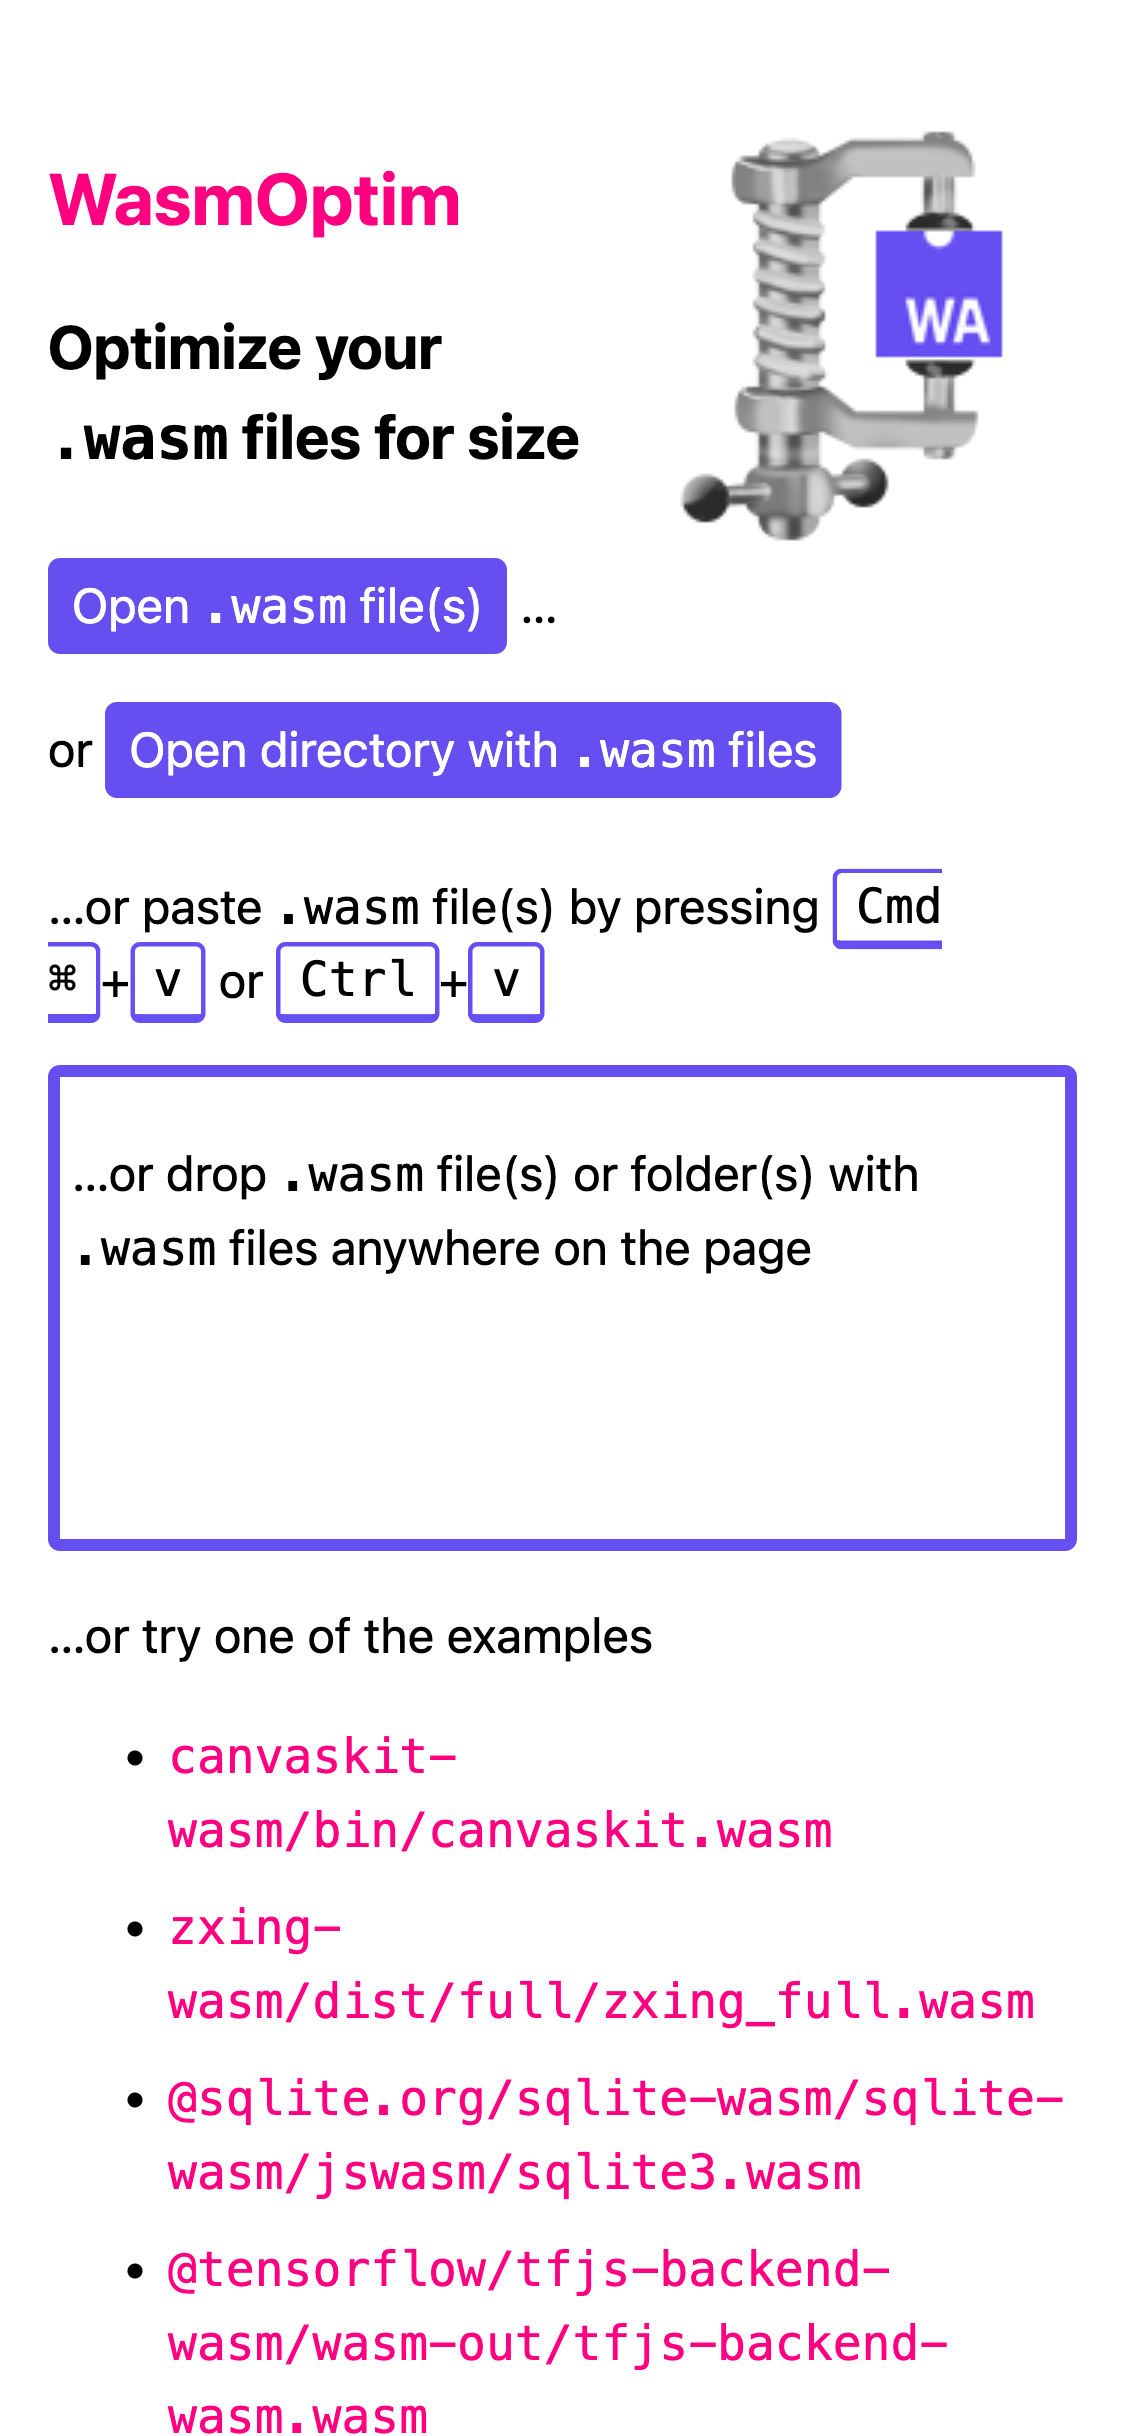 WasmOptim
WA
Optimize your
.wasm files for size
Open .wasm file(s) ...
or Open directory with .wasm files
...or paste .wasm file(s) by pressing Cmd
⌘+v or Ctrl+v
...or drop .wasm file(s) or folder(s) with
.wasm files anywhere on the page
...or try one of the examples
• canvaskit-
wasm/bin/canvaskit.wasm
• zxing-
wasm/dist/full/zxing_full.wasm
• @sqlite.org/sqlite-wasm/sqlite-
wasm/jswasm/sqlite3.wasm
• @tensorflow/tfjs-backend-
wasm/wasm-out/tfjs-backend-
wasm.wasm